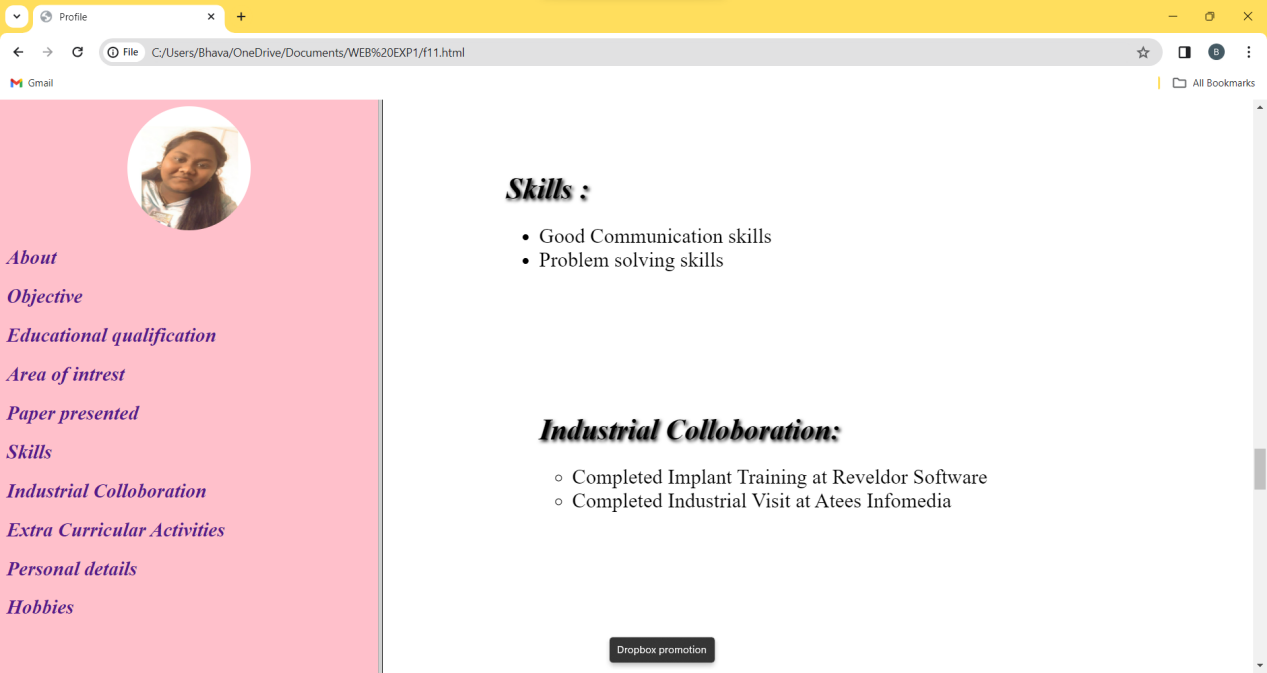 Profile
File C:/Users/Bhava/OneDrive/Documents/WEB%20EXP1/f11.html
B
Gmail
All Bookmarks
About
Objective
Educational qualification
Area of intrest
Paper presented
Skills
Industrial Colloboration
Extra Curricular Activities
Personal details
Hobbies
Skills :
Good Communication skills
Problem solving skills
Industrial Colloboration:
Completed Implant Training at Reveldor Software
Completed Industrial Visit at Atees Infomedia
Dropbox promotion